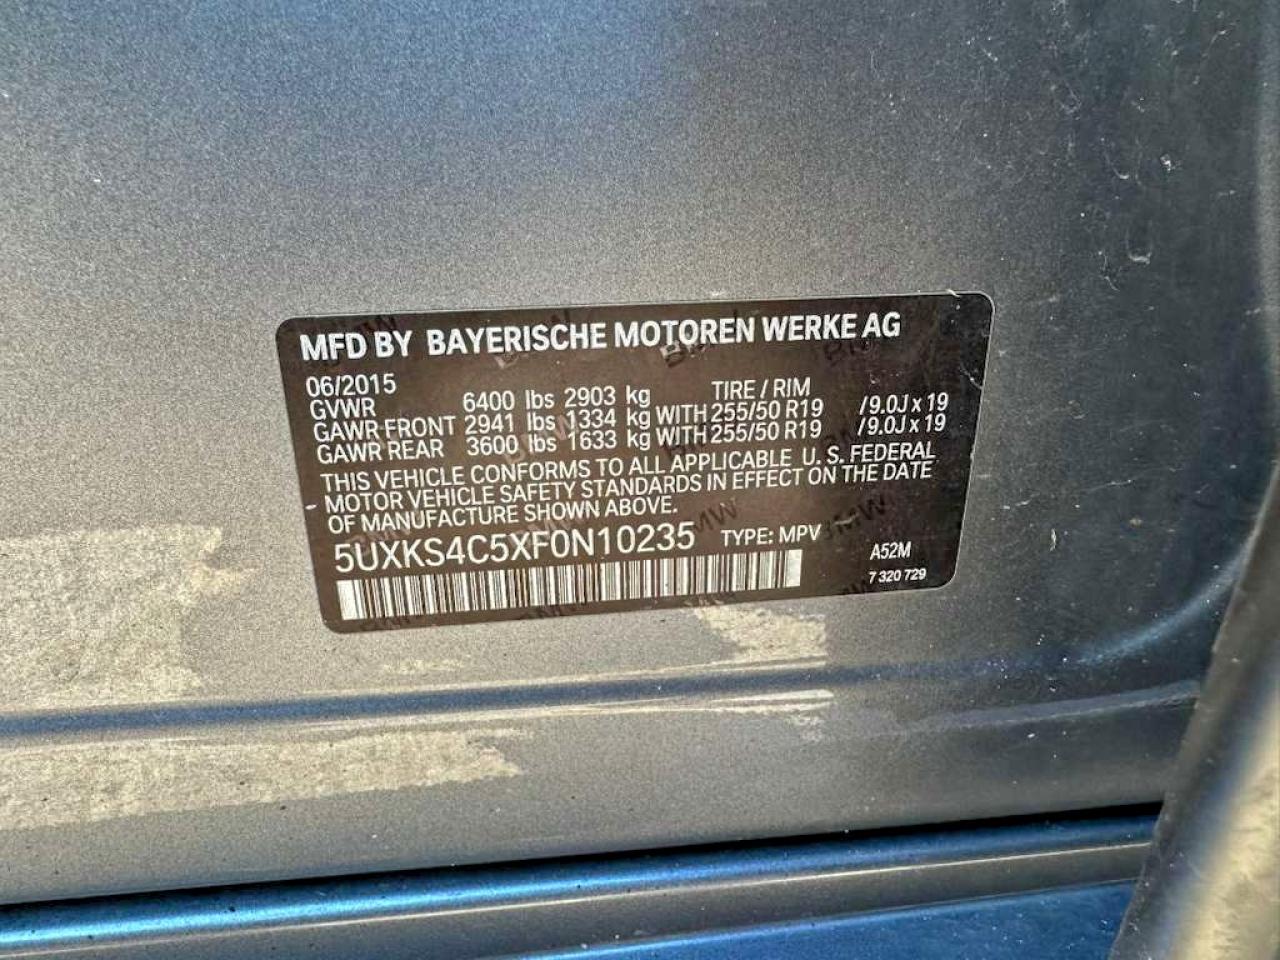 MFD BY BAYERISCHE MOTOREN WERKE AG
06/2015 TIRE / RIM
GVWR 6400 lbs 2903 kg
GAWR FRONT 2941 lbs 1334 kg WITH 255/50 R19 /9.0J x 19
GAWR REAR 3600 lbs 1633 kg WITH 255/50 R19 /9.0J x 19
THIS VEHICLE CONFORMS TO ALL APPLICABLE U. S. FEDERAL
MOTOR VEHICLE SAFETY STANDARDS IN EFFECT ON THE DATE
OF MANUFACTURE SHOWN ABOVE.
5UXKS4C5XF0N10235 TYPE: MPV A52M
7 320 729